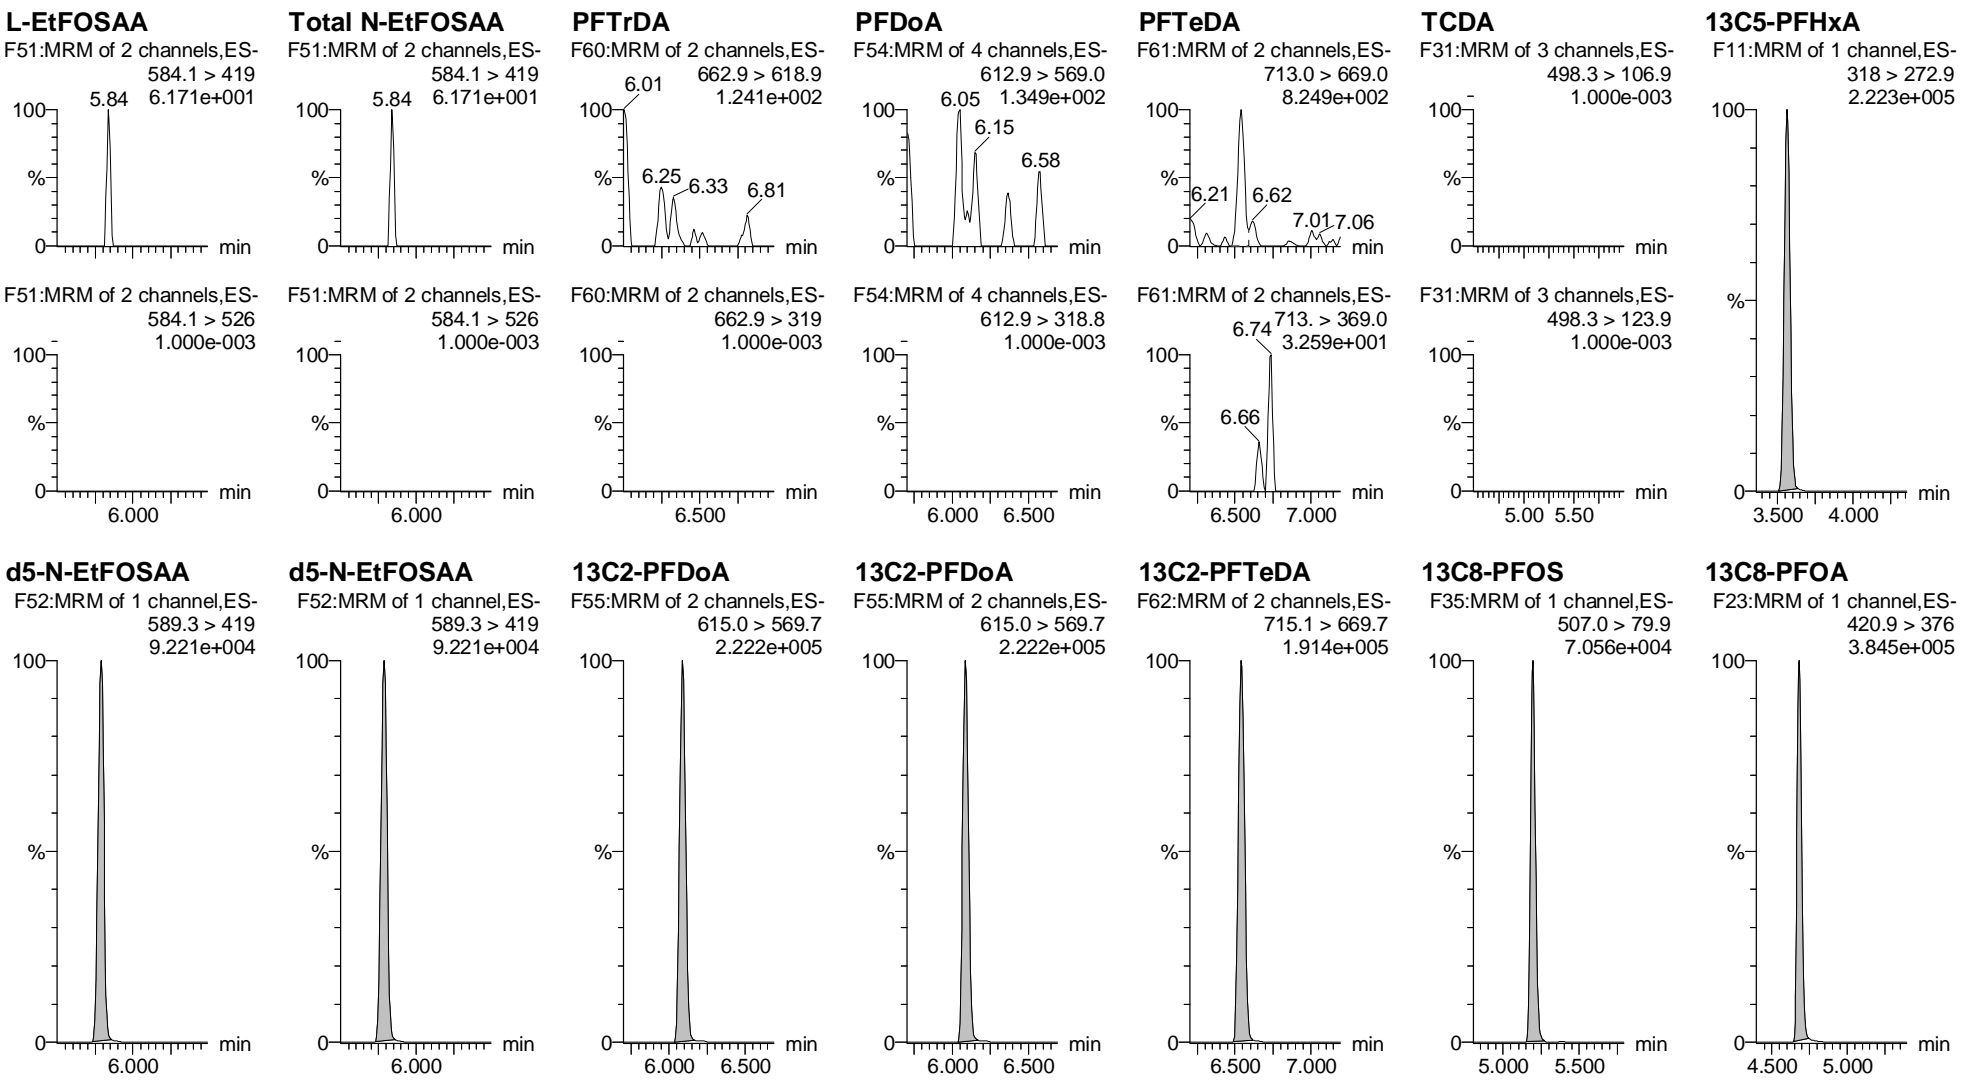 L-EtFOSAA
F51:MRM of 2 channels,ES-
584.1 > 419
6.171e+001
5.84
100
%
0
min
Total N-EtFOSAA
F51:MRM of 2 channels,ES-
584.1 > 419
6.171e+001
5.84
100
%
0
min
PFTrDA
F60:MRM of 2 channels,ES-
662.9 > 618.9
1.241e+002
6.01
100
6.25
6.33
6.81
%
0
min
PFDoA
F54:MRM of 4 channels,ES-
612.9 > 569.0
1.349e+002
6.05
100
6.15
6.58
%
0
min
PFTeDA
F61:MRM of 2 channels,ES-
713.0 > 669.0
8.249e+002
100
6.21
6.62
7.01
7.06
%
0
min
TCDA
F31:MRM of 3 channels,ES-
498.3 > 106.9
1.000e-003
100
%
0
min
13C5-PFHxA
F11:MRM of 1 channel,ES-
318 > 272.9
2.223e+005
100
%
0
min
3.500 4.000
F51:MRM of 2 channels,ES-
584.1 > 526
1.000e-003
100
%
0
min
6.000
F51:MRM of 2 channels,ES-
584.1 > 526
1.000e-003
100
%
0
min
6.000
F60:MRM of 2 channels,ES-
662.9 > 319
1.000e-003
100
%
0
min
6.500
F54:MRM of 4 channels,ES-
612.9 > 318.8
1.000e-003
100
%
0
min
6.000 6.500
F61:MRM of 2 channels,ES-
713. > 369.0
3.259e+001
6.74
100
6.66
%
0
min
6.500 7.000
F31:MRM of 3 channels,ES-
498.3 > 123.9
1.000e-003
100
%
0
min
5.00 5.50
d5-N-EtFOSAA
F52:MRM of 1 channel,ES-
589.3 > 419
9.221e+004
100
%
0
min
6.000
d5-N-EtFOSAA
F52:MRM of 1 channel,ES-
589.3 > 419
9.221e+004
100
%
0
min
6.000
13C2-PFDoA
F55:MRM of 2 channels,ES-
615.0 > 569.7
2.222e+005
100
%
0
min
6.000 6.500
13C2-PFDoA
F55:MRM of 2 channels,ES-
615.0 > 569.7
2.222e+005
100
%
0
min
6.000 6.500
13C2-PFTeDA
F62:MRM of 2 channels,ES-
715.1 > 669.7
1.914e+005
100
%
0
min
6.500 7.000
13C8-PFOS
F35:MRM of 1 channel,ES-
507.0 > 79.9
7.056e+004
100
%
0
min
5.000 5.500
13C8-PFOA
F23:MRM of 1 channel,ES-
420.9 > 376
3.845e+005
100
%
0
min
4.500 5.000